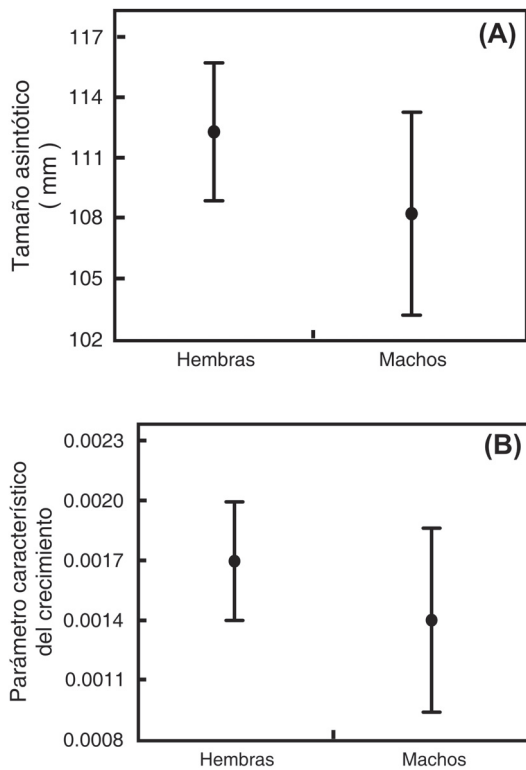 (A)
117
114
111
108
105
102
Tamaño asintótico
( mm )
Hembras Machos
(B)
0.0023
0.0020
0.0017
0.0014
0.0011
0.0008
Parámetro característico
del crecimiento
Hembras Machos